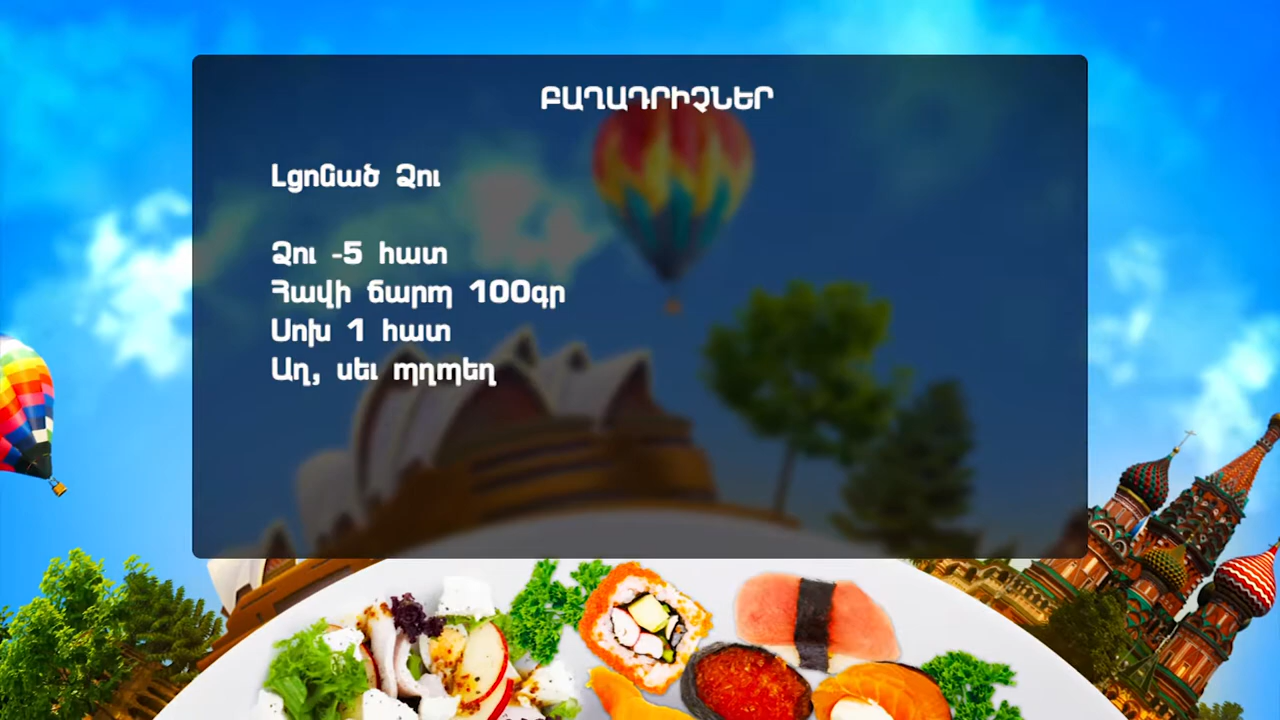 ԲԱՂԱԴՐԻՉՆԵՐ
Լցոնած Ձու
Ձու -5 հատ
Հավի ճարպ 100գր
Սոխ 1 հատ
Աղ, սեւ պղպեղ